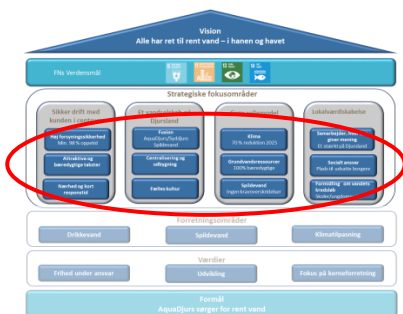 Vision
Alle har ret til rent vand – i hanen og havet
FNs Verdensmål
Strategiske fokusområder
Sikker drift med
kunden i
Høj forsyningssikkerhed
Min. 98 % oppetid
Attraktive og
bæredygtige takster
Nærhed og kort
responstid
Djursland
Fusion
AquaDjurs/Syddjurs
Spildevand
Centralisering og
udbygning
Fælles kultur
Klima
70 % reduktion 2025
Grundvandsressourcer
100% bæredygtige
Spildevand
Ingen
Lokalværdiskabelse
Samarbejder, hvor
giver mening
Et stærkt Djursland
Socialt ansvar
Plads til udsatte borgere
Formidling om vandets
kredsløb
Forretningsområder
Drikkevand
Spildevand
Klimatilpasning
Værdier
Frihed under ansvar
Udvikling
Fokus på kerneforretning
Formål
AquaDjurs sørger for rent vand